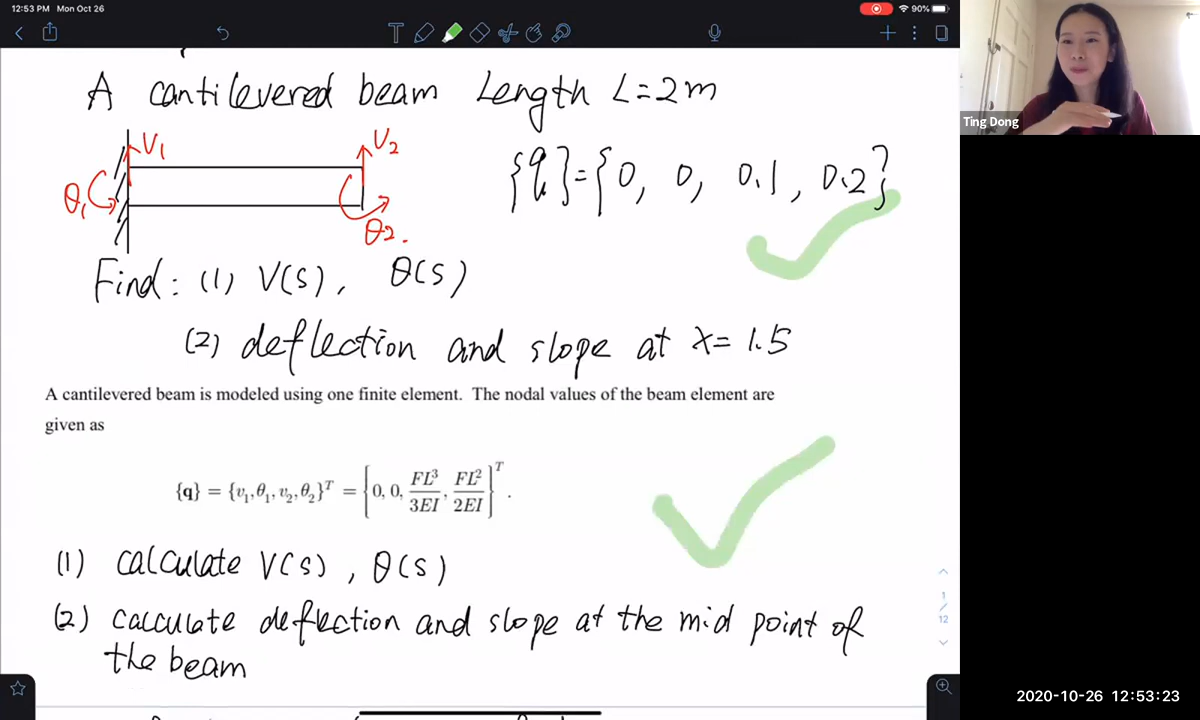 12:53 PM Mon Oct 26
90%
A cantilevered beam Length L=2m
V1
V2
θ1
θ2.
{q}={0, 0, 0.1, 0.2}
Find: (1) V(s), θ(s)
(2) deflection and slope at x= 1.5
A cantilevered beam is modeled using one finite element. The nodal values of the beam element are
given as
{q} = {v₁,θ₁,v₂,θ₂}ᵀ = {0, 0, FL³/3EI, FL²/2EI}ᵀ.
(1) calculate V(s), θ(s)
(2) calculate deflection and slope at the mid point of
the beam
1
/
12
Ting Dong
2020-10-26 12:53:23